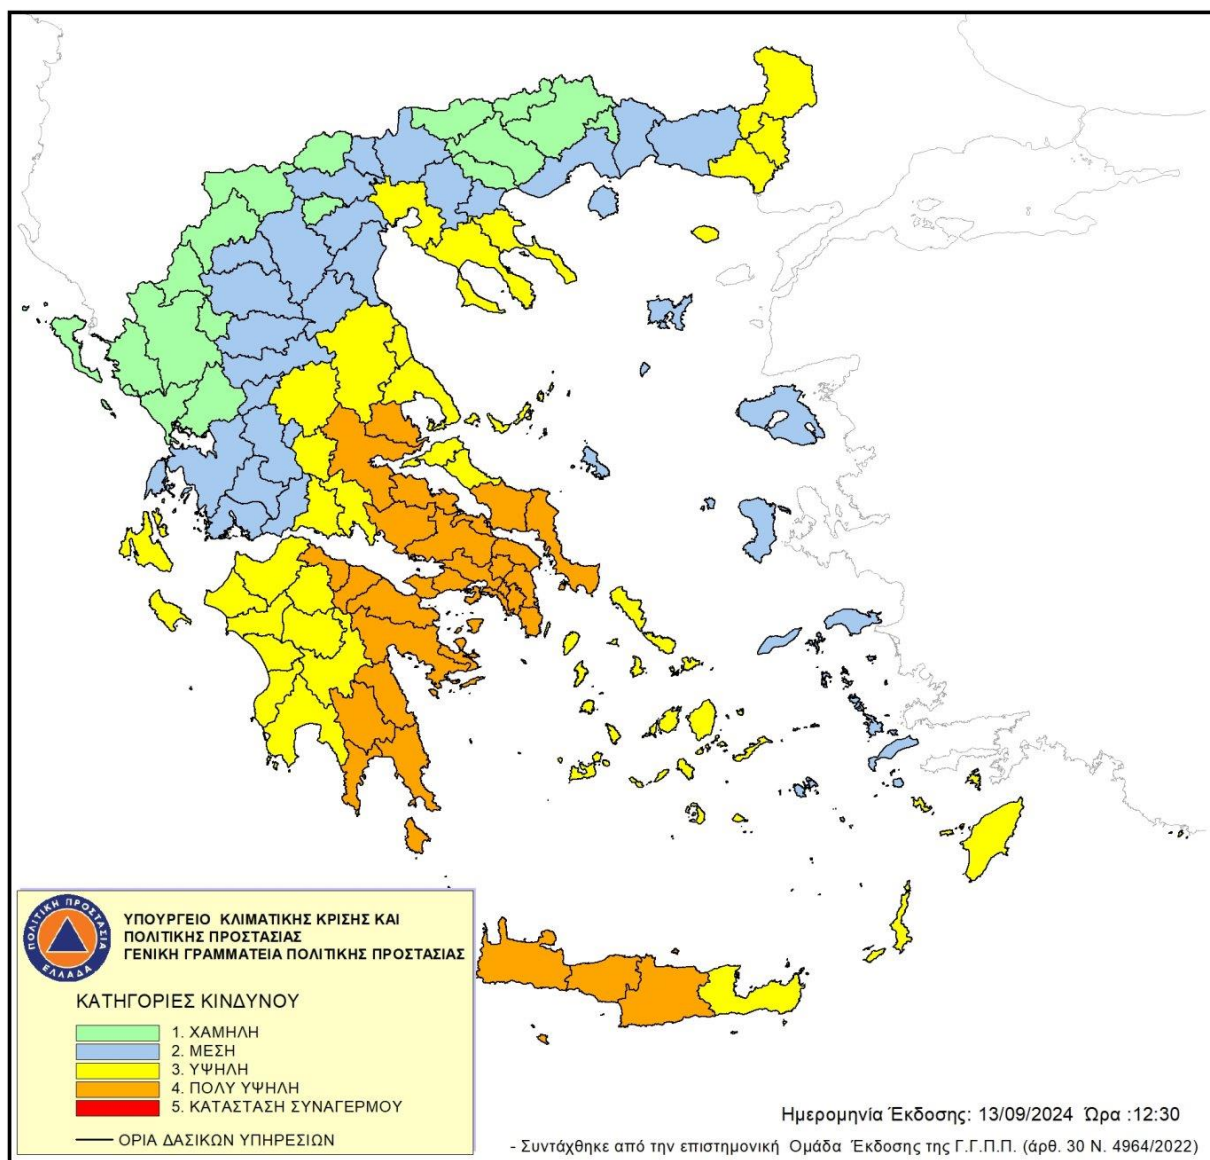 ΠΟΛΙΤΙΚΗ ΠΡΟΣΤΑΣΙΑ
ΕΛΛΑΔΑ
ΥΠΟΥΡΓΕΙΟ ΚΛΙΜΑΤΙΚΗΣ ΚΡΙΣΗΣ ΚΑΙ
ΠΟΛΙΤΙΚΗΣ ΠΡΟΣΤΑΣΙΑΣ
ΓΕΝΙΚΗ ΓΡΑΜΜΑΤΕΙΑ ΠΟΛΙΤΙΚΗΣ ΠΡΟΣΤΑΣΙΑΣ
ΚΑΤΗΓΟΡΙΕΣ ΚΙΝΔΥΝΟΥ
1. ΧΑΜΗΛΗ
2. ΜΕΣΗ
3. ΥΨΗΛΗ
4. ΠΟΛΥ ΥΨΗΛΗ
5. ΚΑΤΑΣΤΑΣΗ ΣΥΝΑΓΕΡΜΟΥ
ΟΡΙΑ ΔΑΣΙΚΩΝ ΥΠΗΡΕΣΙΩΝ
Ημερομηνία Έκδοσης: 13/09/2024 Ώρα :12:30
- Συντάχθηκε από την επιστημονική Ομάδα Έκδοσης της Γ.Γ.Π.Π. (άρθ. 30 Ν. 4964/2022)